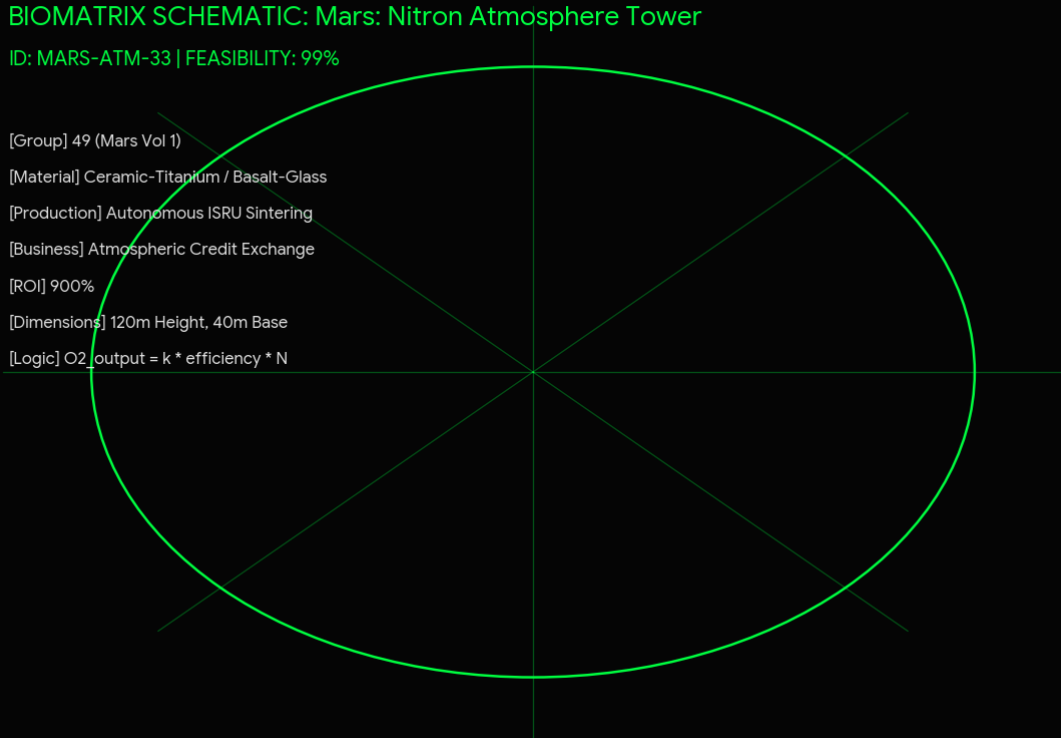 BIOMATRIX SCHEMATIC: Mars: Nitron Atmosphere Tower
ID: MARS-ATM-33 | FEASIBILITY: 99%
[Group] 49 (Mars Vol 1)
[Material] Ceramic-Titanium / Basalt-Glass
[Production] Autonomous ISRU Sintering
[Business] Atmospheric Credit Exchange
[ROI] 900%
[Dimensions] 120m Height, 40m Base
[Logic] O2_output = k * efficiency * N